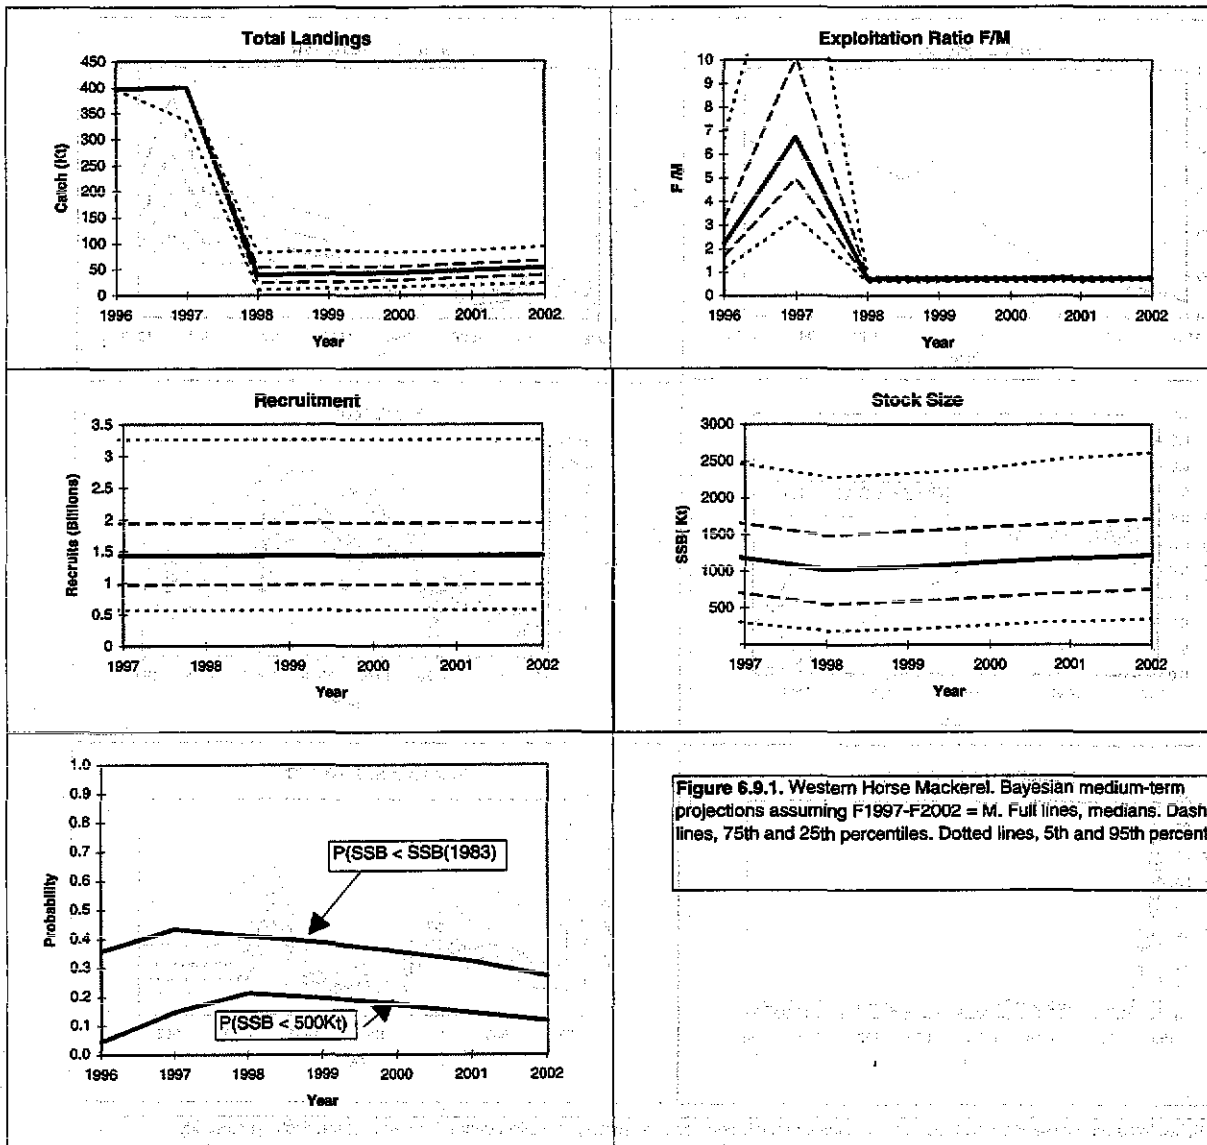 Total Landings
Catch (Kt)
450
400
350
300
250
200
150
100
50
0
1996 1997 1998 1999 2000 2001 2002
Year
Exploitation Ratio F/M
F /M
10
9
8
7
6
5
4
3
2
1
0
1996 1997 1998 1999 2000 2001 2002
Year
Recruitment
Recruits (Billions)
3.5
3
2.5
2
1.5
1
0.5
0
1997 1998 1999 2000 2001 2002
Year
Stock Size
SSB( Kt)
3000
2500
2000
1500
1000
500
1997 1998 1999 2000 2001 2002
Year
Probability
1.0
0.9
0.8
0.7
0.6
0.5
0.4
0.3
0.2
0.1
0.0
P(SSB < SSB(1983)
P(SSB < 500Kt)
1996 1997 1998 1999 2000 2001 2002
Year
Figure 6.9.1. Western Horse Mackerel. Bayesian medium-term
projections assuming F1997-F2002 = M. Full lines, medians. Dash
lines, 75th and 25th percentiles. Dotted lines, 5th and 95th percent